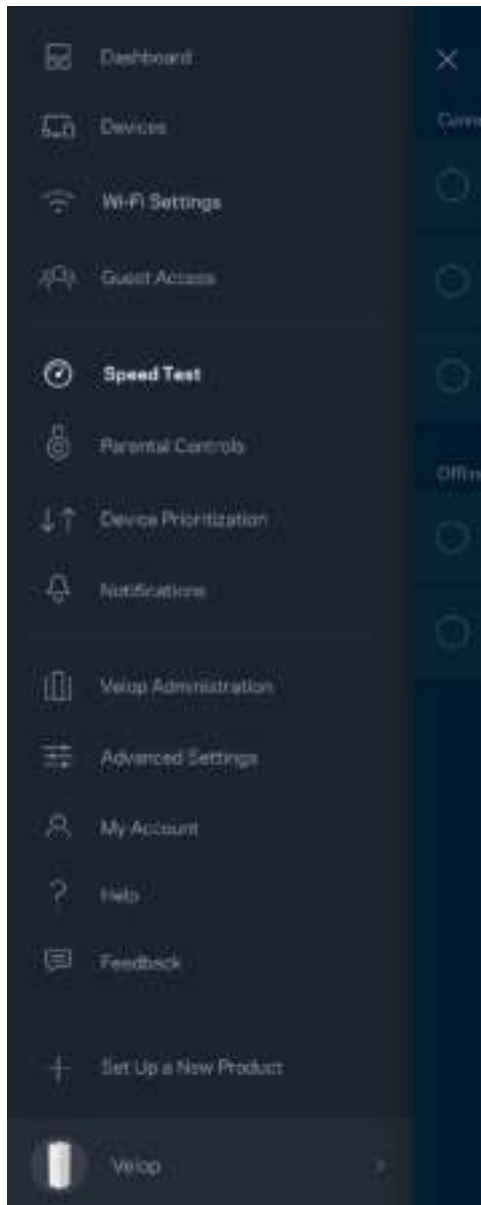 Dashboard
Devices
Wi-Fi Settings
Guest Access
Speed Test
Parental Controls
Device Prioritization
Notifications
Velop Administration
Advanced Settings
My Account
Help
Feedback
Set Up a New Product
Velop